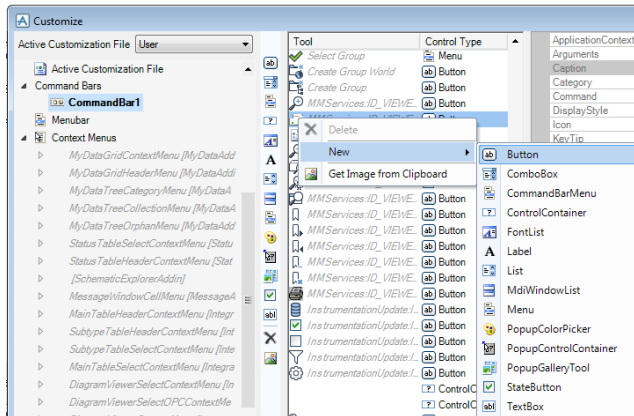 Customize
Active Customization File User
Active Customization File
Command Bars
CommandBar1
Menubar
Context Menus
MyDataGridContextMenu [MyDataAdd
MyDataGridHeaderMenu [MyDataAddi
MyDataTreeCategoryMenu [MyDataA
MyDataTreeCollectionMenu [MyDataA
MyDataTreeOrphanMenu [MyDataAdd
StatusTableSelectContextMenu [Statu
StatusTableHeaderContextMenu [Stat
[SchematicExplorerAddin]
MessageWindowCellMenu [MessageA
MainTableHeaderContextMenu [Integr
SubtypeTableHeaderContextMenu [Int
SubtypeTableSelectContextMenu [Inte
MainTableSelectContextMenu [Integra
DiagramViewerSelectContextMenu [In
DiagramViewerSelectOPCContextMe
Tool Control Type
Select Group Menu
Create Group World Button
Create Group Button
MMServices:ID_VIEWE... Button
Delete
New
Get Image from Clipboard
MMServices:ID_VIEWE... Button
MMServices:ID_VIEWE... Button
MMServices:ID_VIEWE... Button
MMServices:ID_VIEWE... Button
MMServices:ID_VIEWE... Button
MMServices:ID_VIEWE... Button
InstrumentationUpdate:I... Button
InstrumentationUpdate:I... Button
InstrumentationUpdate:I... Button
InstrumentationUpdate:I... Button
InstrumentationUpdate:I... Button
ControlC
ControlC
ApplicationContext
Arguments
Caption
Category
Command
DisplayStyle
Icon
KeyTip
Button
ComboBox
CommandBarMenu
ControlContainer
FontList
Label
List
MdiWindowList
Menu
PopupColorPicker
PopupControlContainer
PopupGalleryTool
StateButton
TextBox